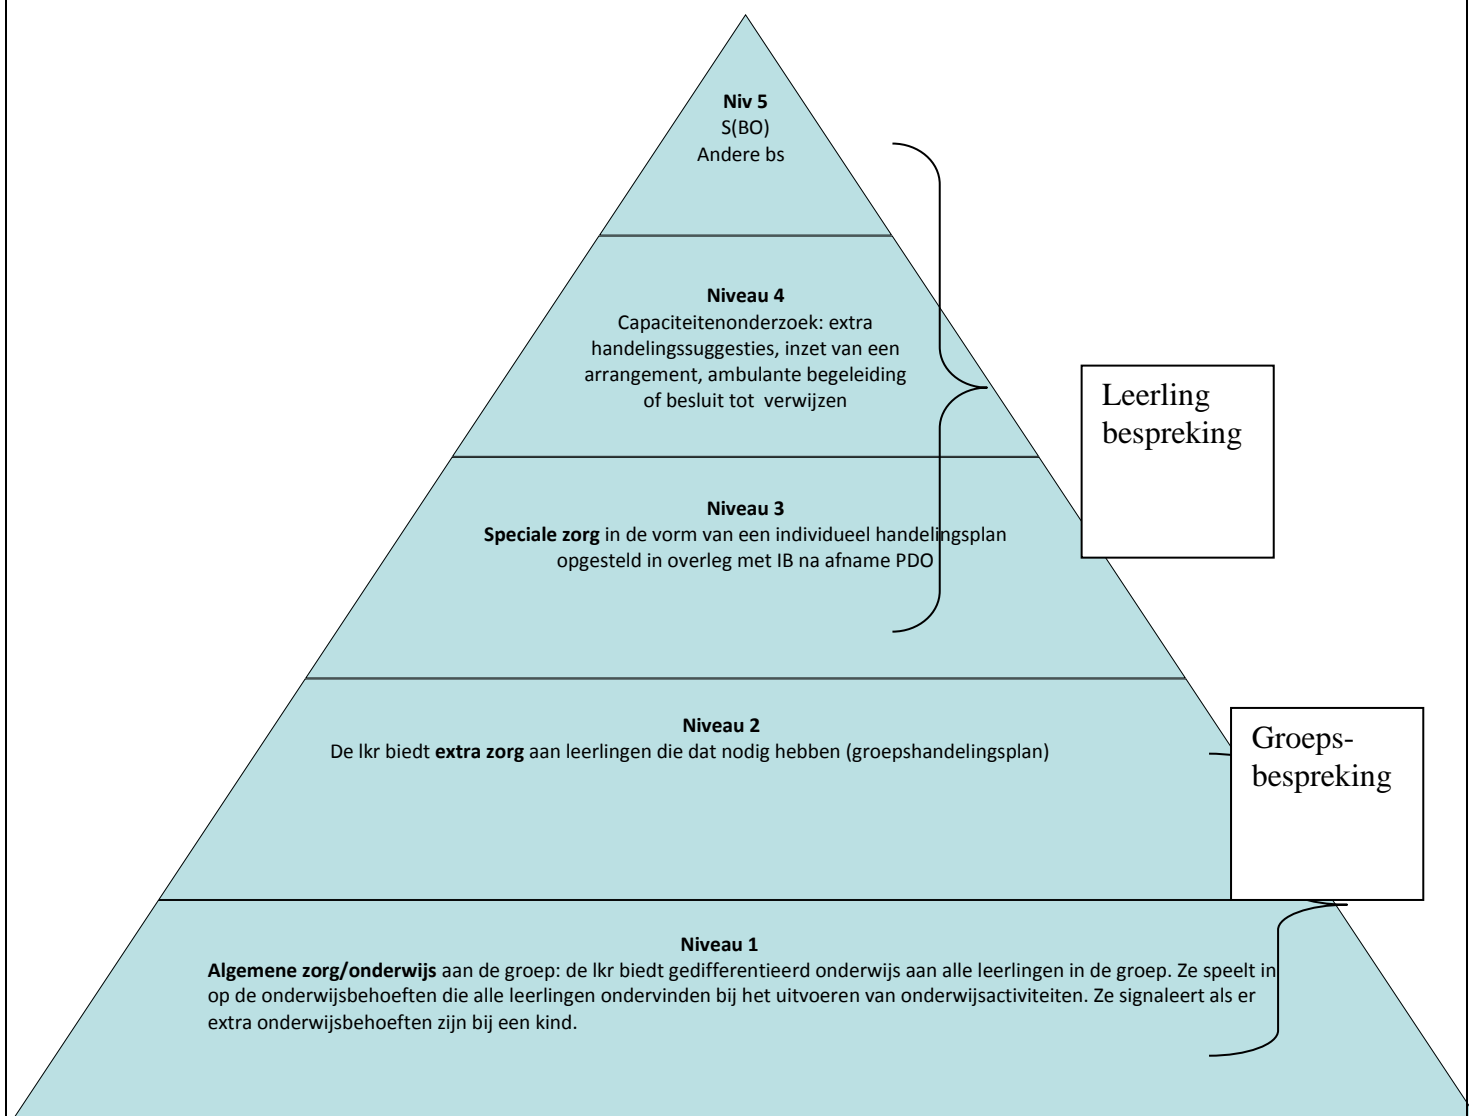 Niv 5
S(BO)
Andere bs
Niveau 4
Capaciteitenonderzoek: extra
handelingssuggesties, inzet van een
arrangement, ambulante begeleiding
of besluit tot  verwijzen
Leerling
bespreking
Niveau 3
Speciale zorg in de vorm van een individueel handelingsplan
opgesteld in overleg met IB na afname PDO
Niveau 2
De lkr biedt extra zorg aan leerlingen die dat nodig hebben (groepshandelingsplan)
Groeps-
bespreking
Niveau 1
Algemene zorg/onderwijs aan de groep: de lkr biedt gedifferentieerd onderwijs aan alle leerlingen in de groep. Ze speelt in
op de onderwijsbehoeften die alle leerlingen ondervinden bij het uitvoeren van onderwijsactiviteiten. Ze signaleert als er
extra onderwijsbehoeften zijn bij een kind.